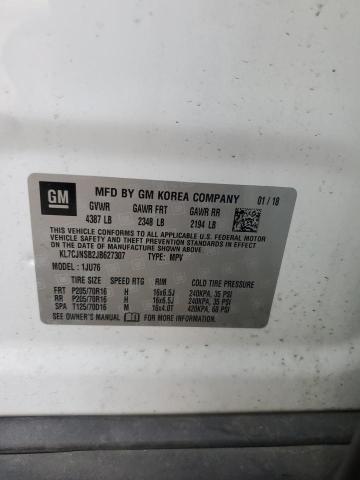 GM
MFD BY GM KOREA COMPANY 01 / 18
GVWR GAWR FRT GAWR RR
4387 LB 2348 LB 2194 LB
THIS VEHICLE CONFORMS TO ALL APPLICABLE U.S. FEDERAL MOTOR
VEHICLE SAFETY AND THEFT PREVENTION STANDARDS IN EFFECT ON
THE DATE OF MANUFACTURE SHOWN ABOVE.
KL7CJNSB2JB627307 TYPE: MPV
MODEL : 1JU76
TIRE SIZE SPEED RTG RIM COLD TIRE PRESSURE
FRT P205/70R16 H 16x6.5J 240KPA, 35 PSI
RR P205/70R16 H 16x6.5J 240KPA, 35 PSI
SPA T125/70D16 M 16x4.0T 420KPA, 60 PSI
SEE OWNER'S MANUAL FOR MORE INFORMATION.